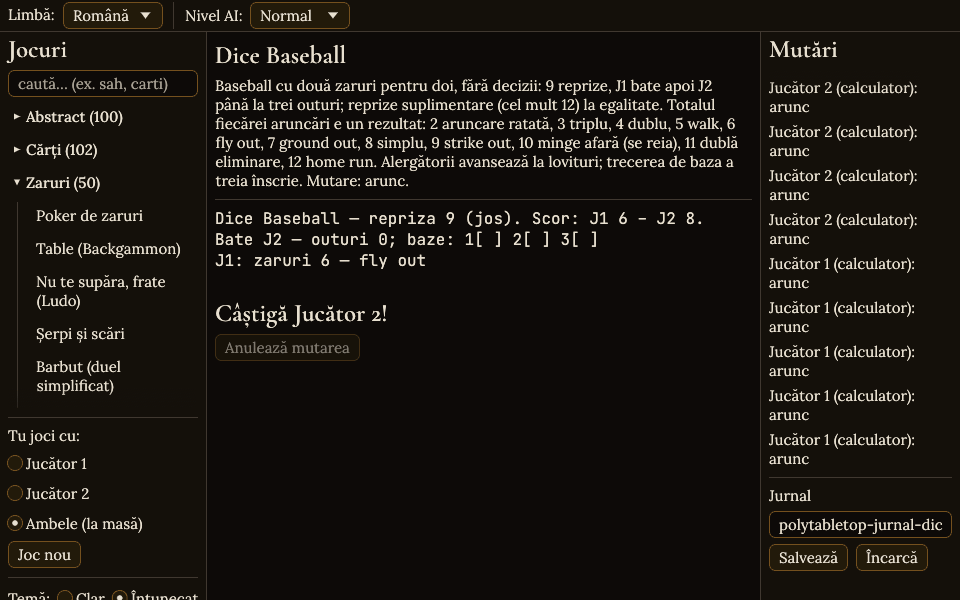 Limbă: Română ▼ Nivel AI: Normal ▼
Jocuri
caută... (ex. sah, carti)
▸ Abstract (100)
▸ Cărți (102)
▾ Zaruri (50)
Poker de zaruri
Table (Backgammon)
Nu te supăra, frate
(Ludo)
Șerpi și scări
Barbut (duel
simplificat)
Tu joci cu:
Jucător 1
Jucător 2
Ambele (la masă)
Joc nou
Temă: Clar Întunecat
Dice Baseball
Baseball cu două zaruri pentru doi, fără decizii: 9 reprize, J1 bate apoi J2
până la trei outuri; reprize suplimentare (cel mult 12) la egalitate. Totalul
fiecărei aruncări e un rezultat: 2 aruncare ratată, 3 triplu, 4 dublu, 5 walk, 6
fly out, 7 ground out, 8 simplu, 9 strike out, 10 minge afară (se reia), 11 dublă
eliminare, 12 home run. Alergătorii avansează la lovituri; trecerea de baza a
treia înscrie. Mutare: arunc.
Dice Baseball — repriza 9 (jos). Scor: J1 6 – J2 8.
Bate J2 — outuri 0; baze: 1[ ] 2[ ] 3[ ]
J1: zaruri 6 — fly out
Câștigă Jucător 2!
Anulează mutarea
Mutări
Jucător 2 (calculator):
arunc
Jucător 2 (calculator):
arunc
Jucător 2 (calculator):
arunc
Jucător 2 (calculator):
arunc
Jucător 1 (calculator):
arunc
Jucător 1 (calculator):
arunc
Jucător 1 (calculator):
arunc
Jucător 1 (calculator):
arunc
Jucător 1 (calculator):
arunc
Jurnal
polytabletop-jurnal-dic
Salvează Încarcă